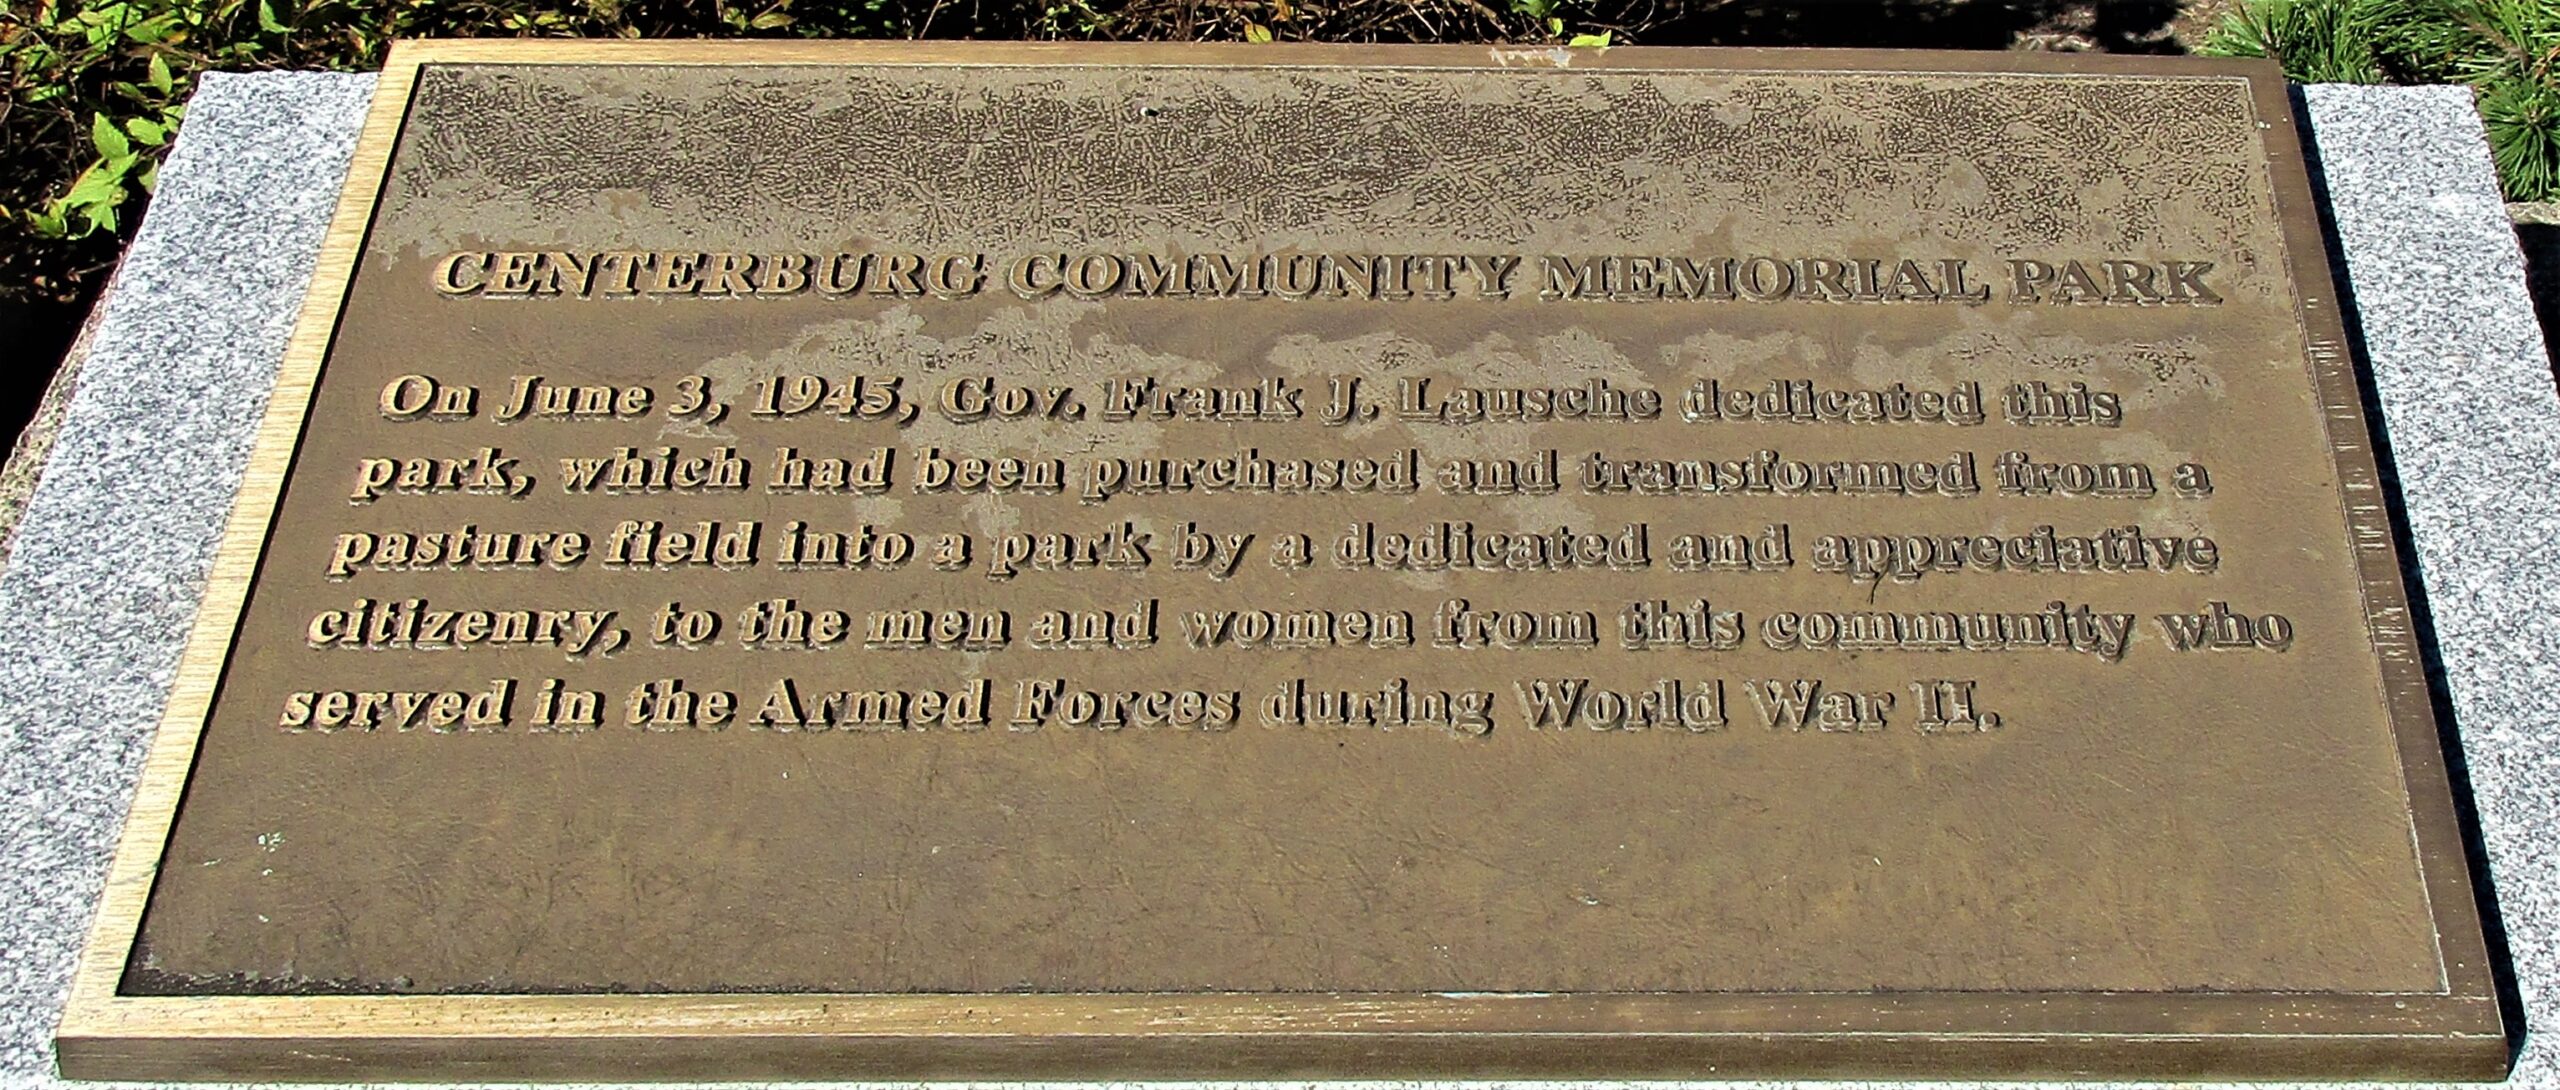 CENTERBURG COMMUNITY MEMORIAL PARK
On June 3, 1945, Gov. Frank J. Lausche dedicated this
park, which had been purchased and transformed from a
pasture field into a park by a dedicated and appreciative
citizenry, to the men and women from this community who
served in the Armed Forces during World War II.